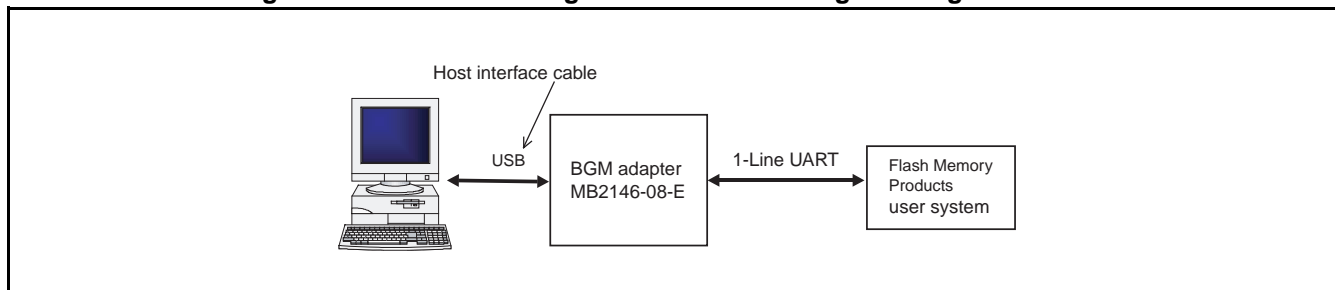 Host interface cable
USB
BGM adapter
MB2146-08-E
1-Line UART
Flash Memory
Products
user system